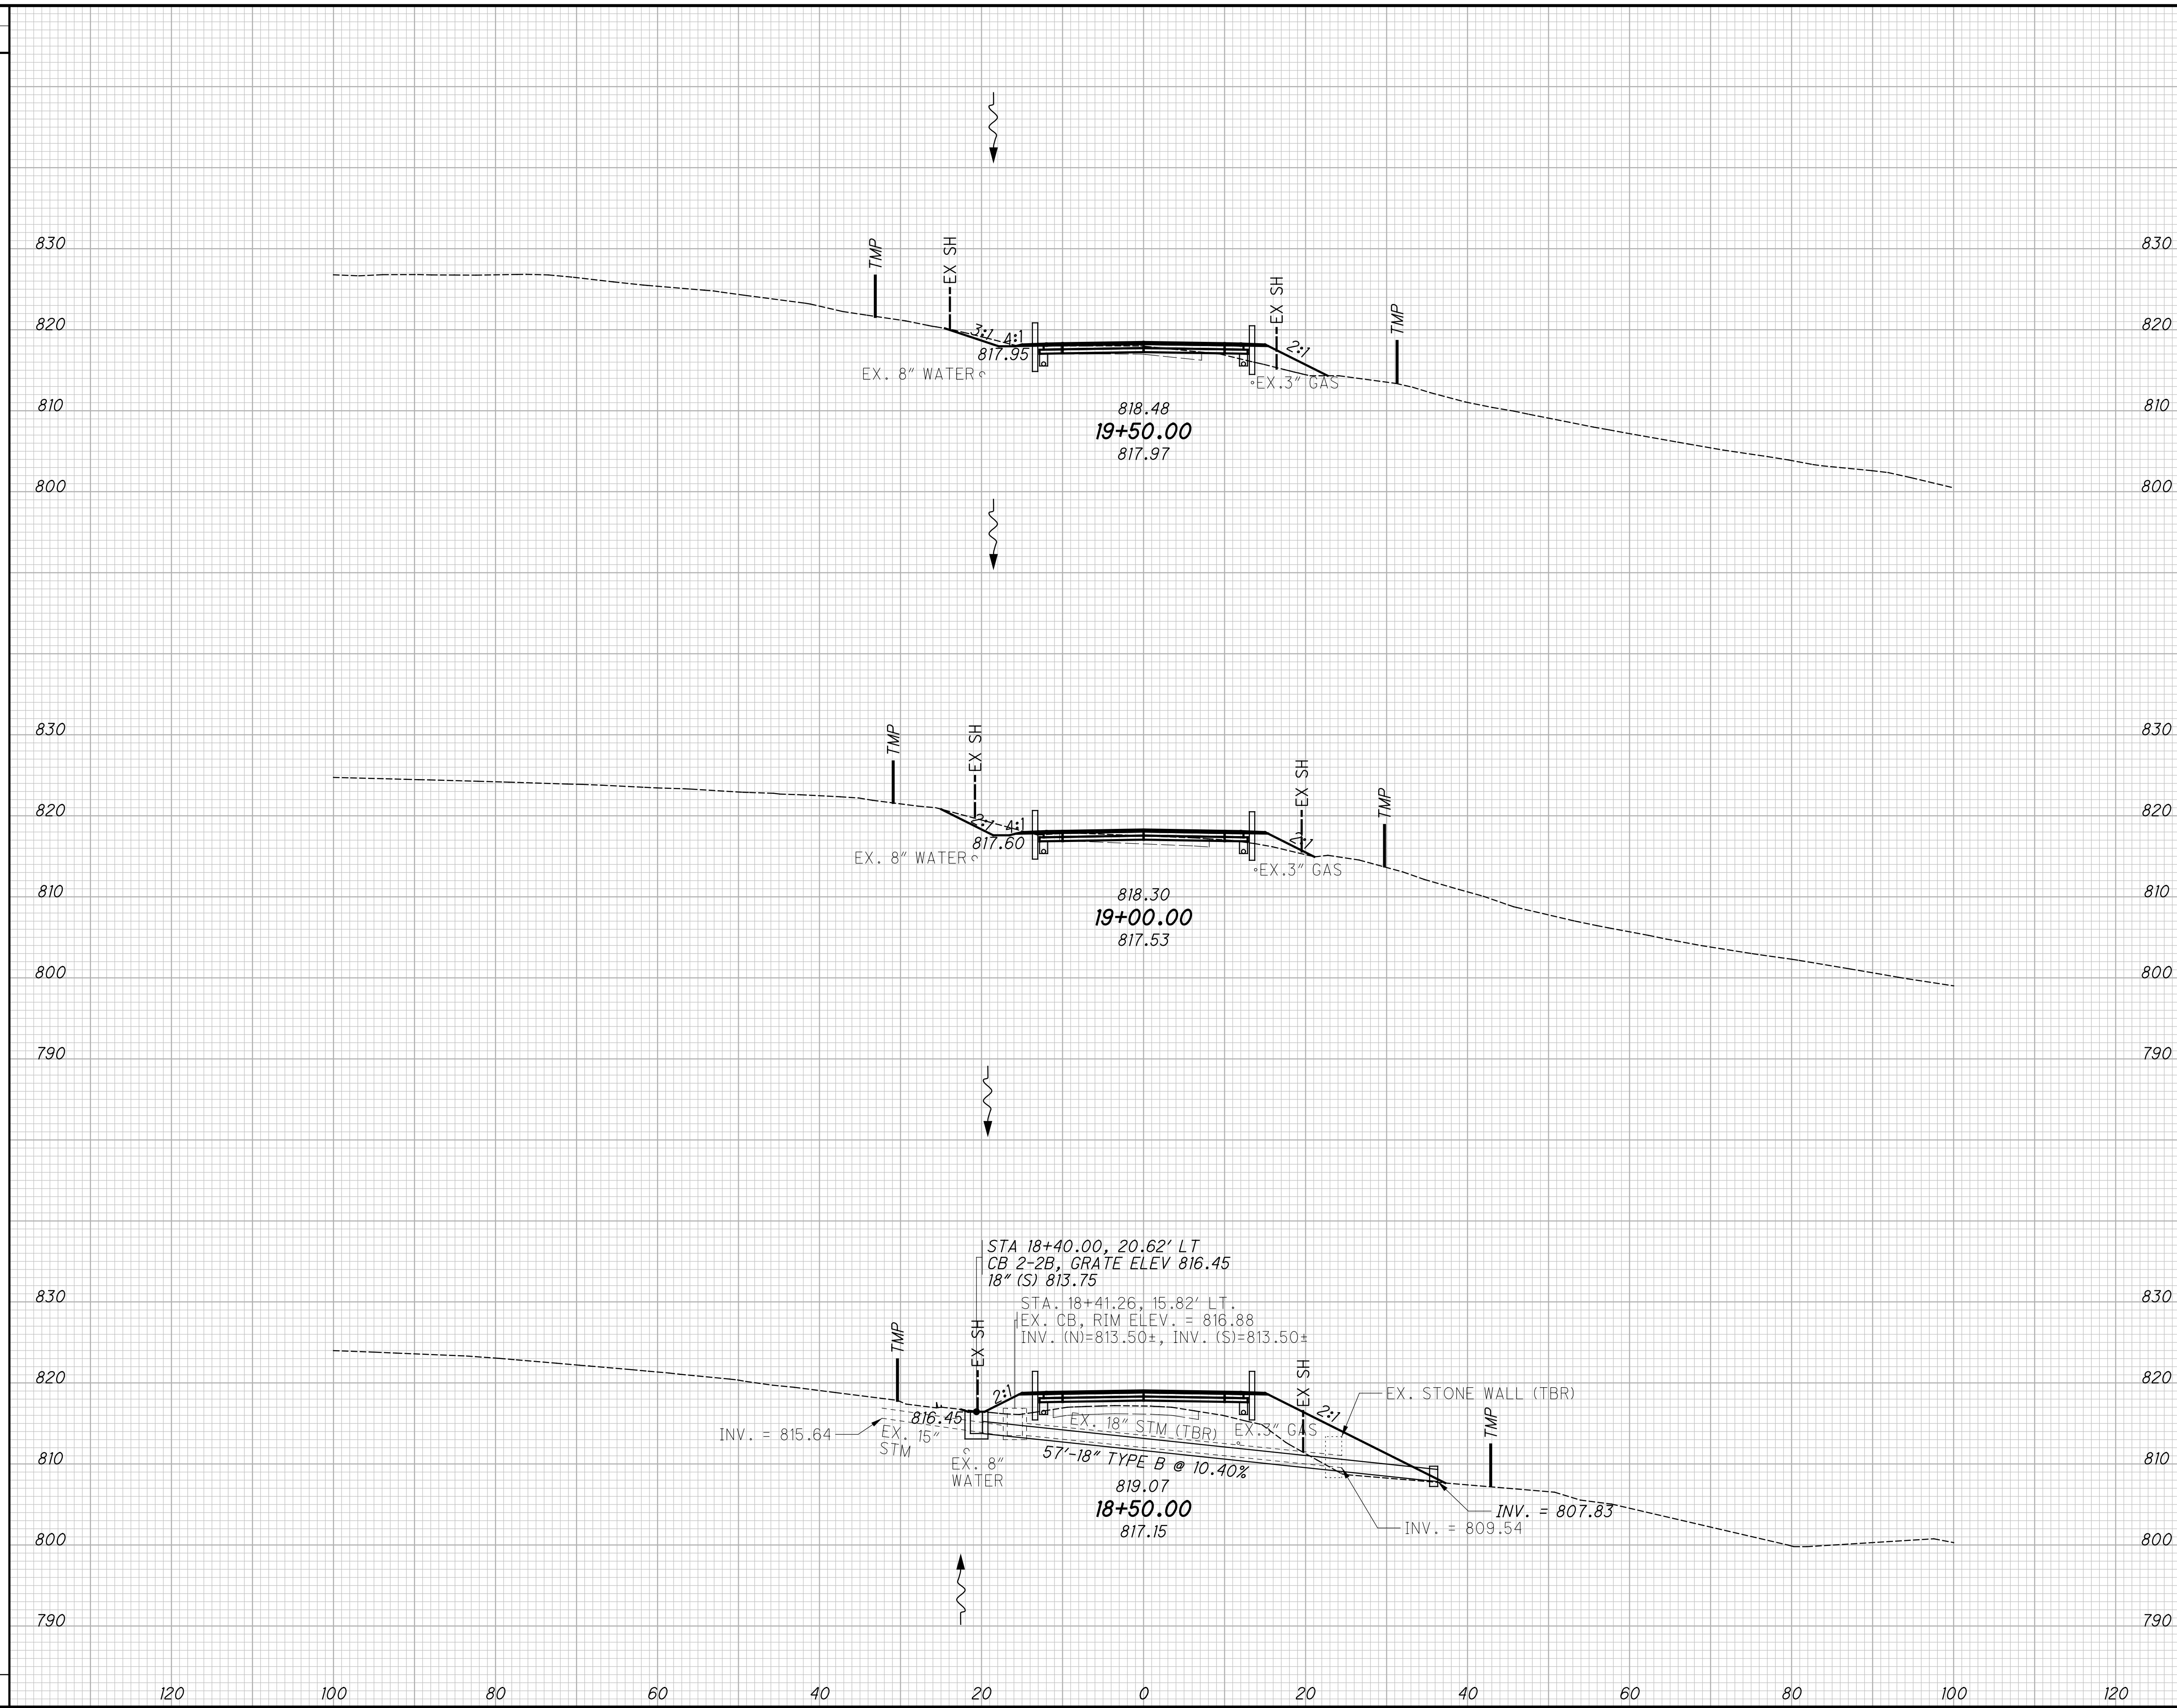 TMP
EX SH
830
830
EX SH
TMP
820
3:1
4:1
2:1
820
817.95
EX. 8" WATER
EX.3" GAS
810
818.48
810
19+50.00
817.97
800
800
TMP
EX SH
830
830
EX SH
TMP
820
2:1
4:1
2:1
820
817.60
EX. 8" WATER
EX.3" GAS
810
818.30
810
19+00.00
817.53
800
800
790
790
STA 18+40.00, 20.62' LT
CB 2-2B, GRATE ELEV 816.45
18" (S) 813.75
830
STA. 18+41.26, 15.82' LT.
830
EX. CB, RIM ELEV. = 816.88
INV. (N)=813.50±, INV. (S)=813.50±
TMP
EX SH
EX SH
820
2:1
EX. STONE WALL (TBR)
820
2:1
TMP
816.45
EX. 18" STM (TBR)
EX.3" GAS
INV. = 815.64
EX. 15"
STM
810
EX. 8"
WATER
57'-18" TYPE B @ 10.40%
810
819.07
18+50.00
INV. = 807.83
817.15
INV. = 809.54
800
800
790
790
120 100 80 60 40 20 0 20 40 60 80 100 120